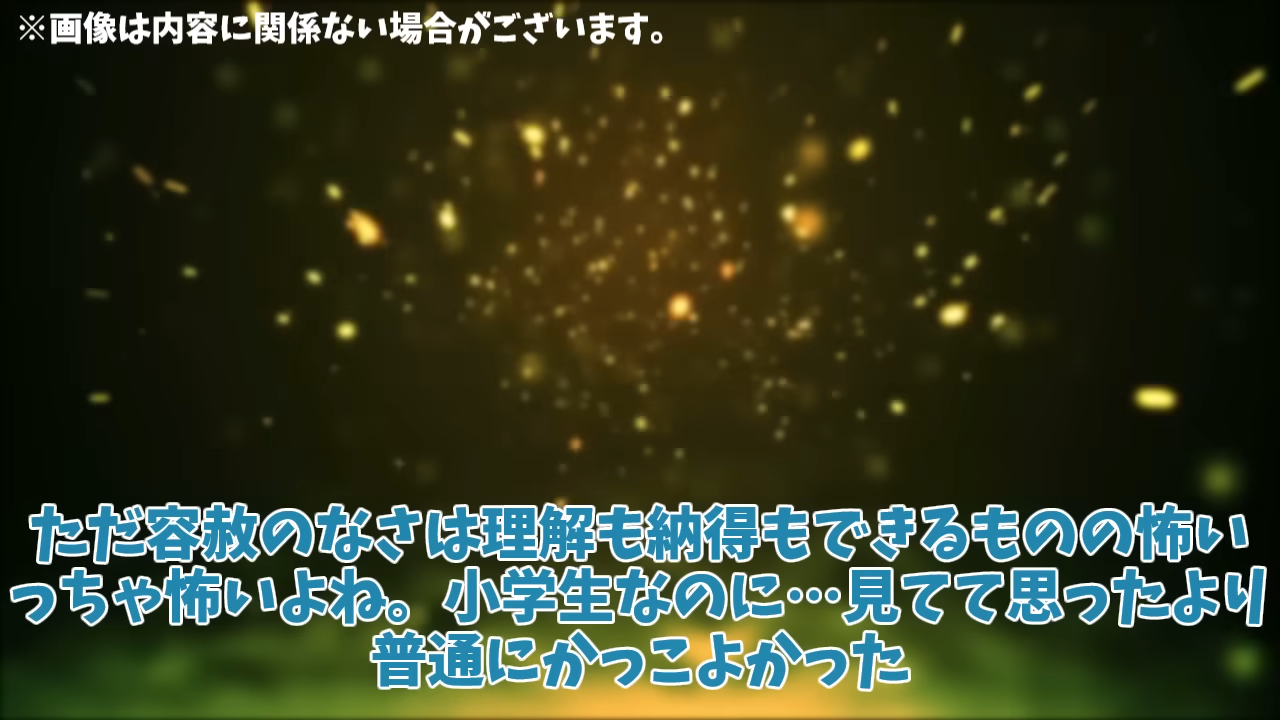 ※画像は内容に関係ない場合がございます。
ただ容赦のなさは理解も納得もできるものの怖い
っちゃ怖いよね。小学生なのに…見てて思ったより
普通にかっこよかった